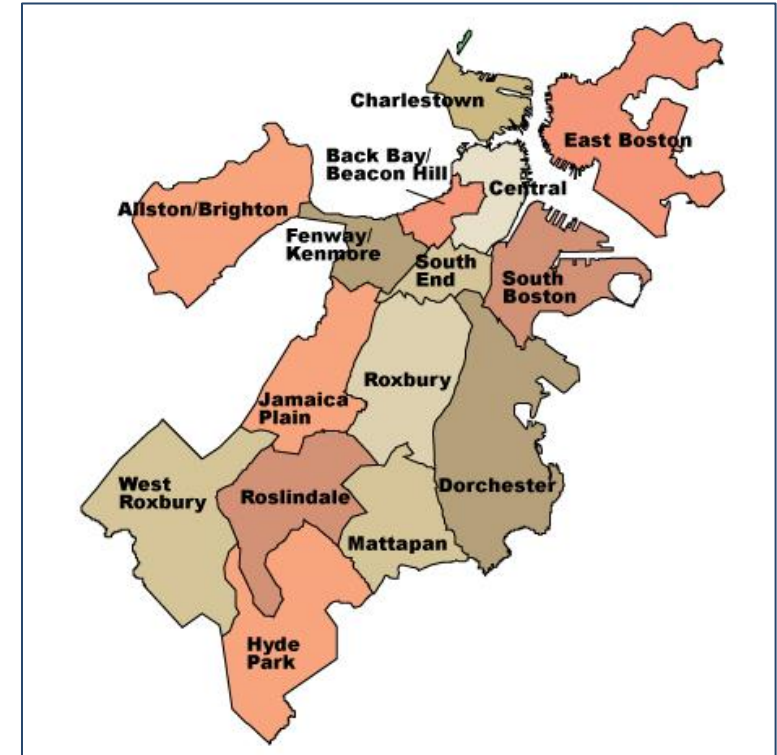 Charlestown
East Boston
Back Bay/
Beacon Hill
Central
Allston/Brighton
Fenway/
Kenmore
South
End
South
Boston
Roxbury
Jamaica
Plain
West
Roxbury
Roslindale
Dorchester
Mattapan
Hyde
Park